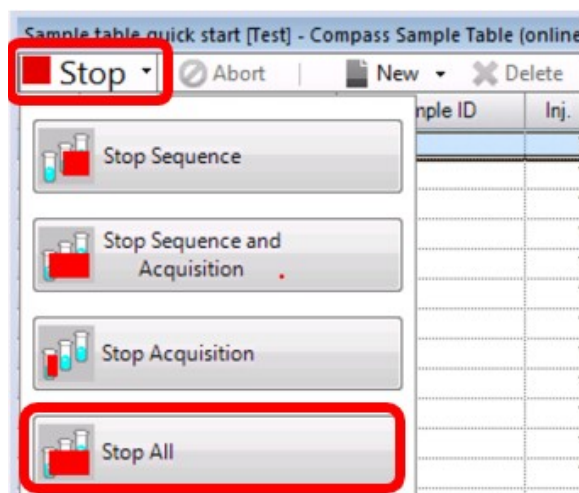 Sample table quick start [Test] - Compass Sample Table (online
Stop Abort New Delete
mple ID Inj.
Stop Sequence
Stop Sequence and
Acquisition
Stop Acquisition
Stop All